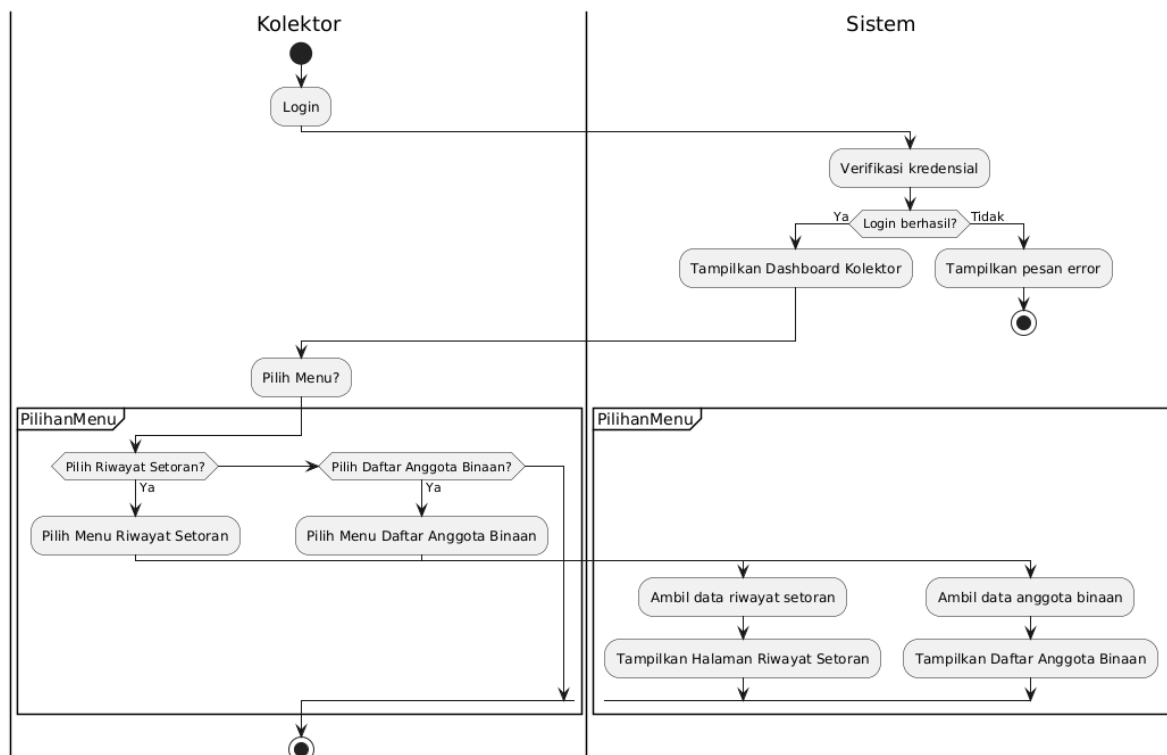 Kolektor
Sistem
Login
Verifikasi kredensial
Ya
Login berhasil?
Tidak
Tampilkan Dashboard Kolektor
Tampilkan pesan error
Pilih Menu?
PilihanMenu
PilihanMenu
Pilih Riwayat Setoran?
Pilih Daftar Anggota Binaan?
Ya
Ya
Pilih Menu Riwayat Setoran
Pilih Menu Daftar Anggota Binaan
Ambil data riwayat setoran
Ambil data anggota binaan
Tampilkan Halaman Riwayat Setoran
Tampilkan Daftar Anggota Binaan